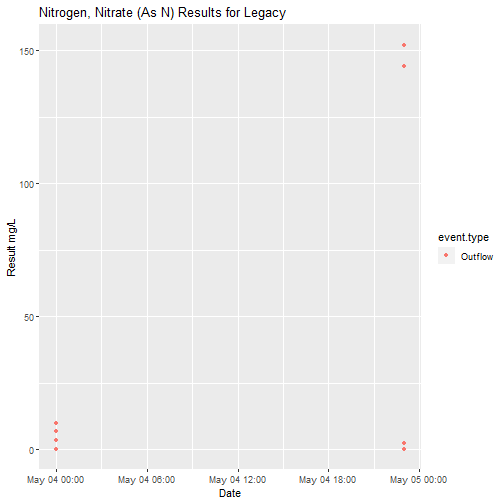 Nitrogen, Nitrate (As N) Results for Legacy
150
100
50
0
Result mg/L
May 04 00:00 May 04 06:00 May 04 12:00 May 04 18:00 May 05 00:00
Date
event.type
Outflow